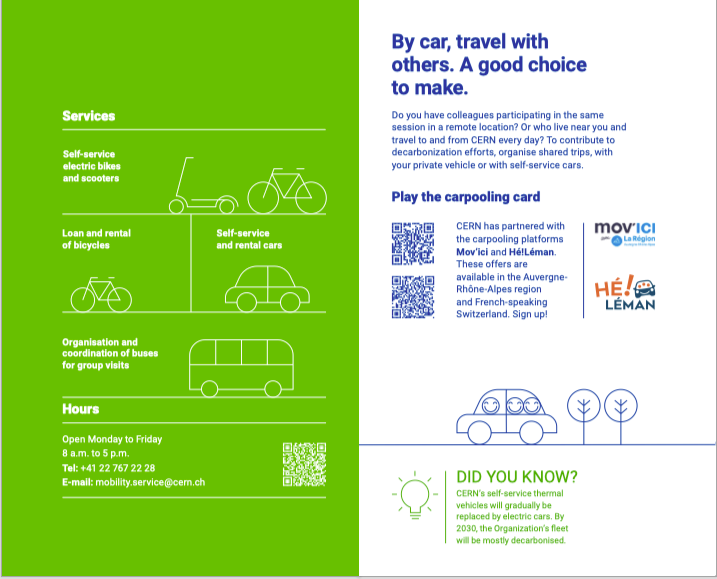 Services
Self-service
electric bikes
and scooters
Loan and rental
of bicycles
Self-service
and rental cars
Organisation and
coordination of buses
for group visits
Hours
Open Monday to Friday
8 a.m. to 5 p.m.
Tel: +41 22 767 22 28
E-mail: mobility.service@cern.ch
By car, travel with
others. A good choice
to make.
Do you have colleagues participating in the same
session in a remote location? Or who live near you and
travel to and from CERN every day? To contribute to
decarbonization efforts, organise shared trips, with
your private vehicle or with self-service cars.
Play the carpooling card
CERN has partnered with
the carpooling platforms
Mov'ici and Hé!Léman.
These offers are
available in the Auvergne-
Rhône-Alpes region
and French-speaking
Switzerland. Sign up!
mov'ici
La Région
HÉ!
LÉMAN
DID YOU KNOW?
CERN's self-service thermal
vehicles will gradually be
replaced by electric cars. By
2030, the Organization's fleet
will be mostly decarbonised.